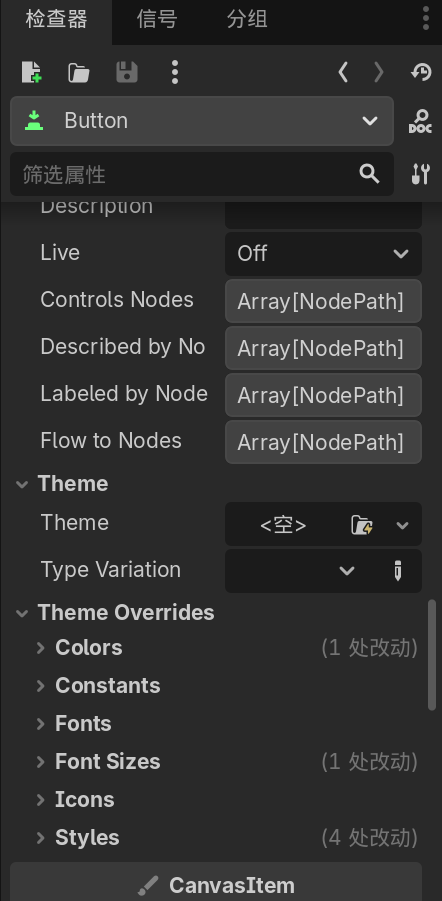 检查器 信号 分组
Button
DOC
筛选属性
Description
Live Off
Controls Nodes Array[NodePath]
Described by No Array[NodePath]
Labeled by Node Array[NodePath]
Flow to Nodes Array[NodePath]
Theme
Theme <空>
Type Variation
Theme Overrides
Colors (1 处改动)
Constants
Fonts
Font Sizes (1 处改动)
Icons
Styles (4 处改动)
CanvasItem